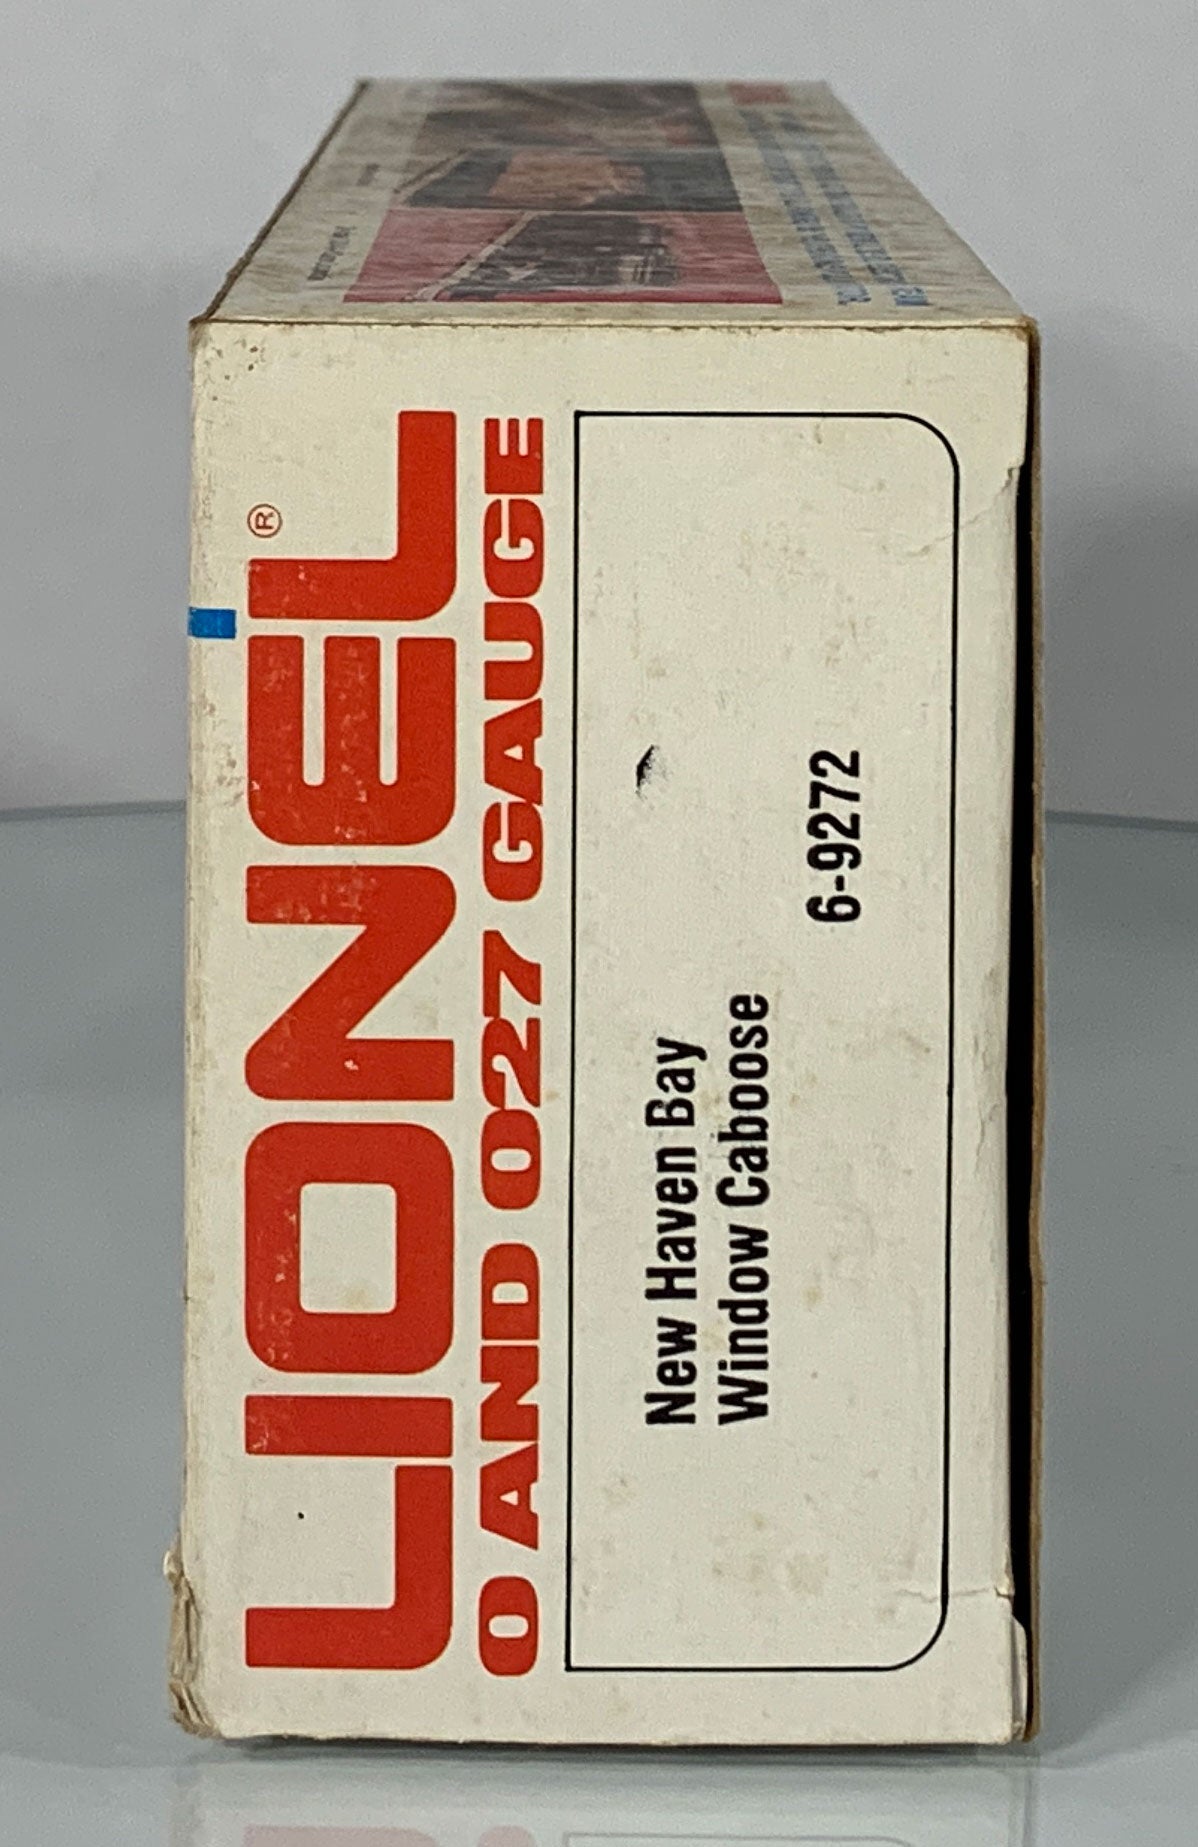 LIONEL®
O AND O27 GAUGE
New Haven Bay
Window Caboose
6-9272